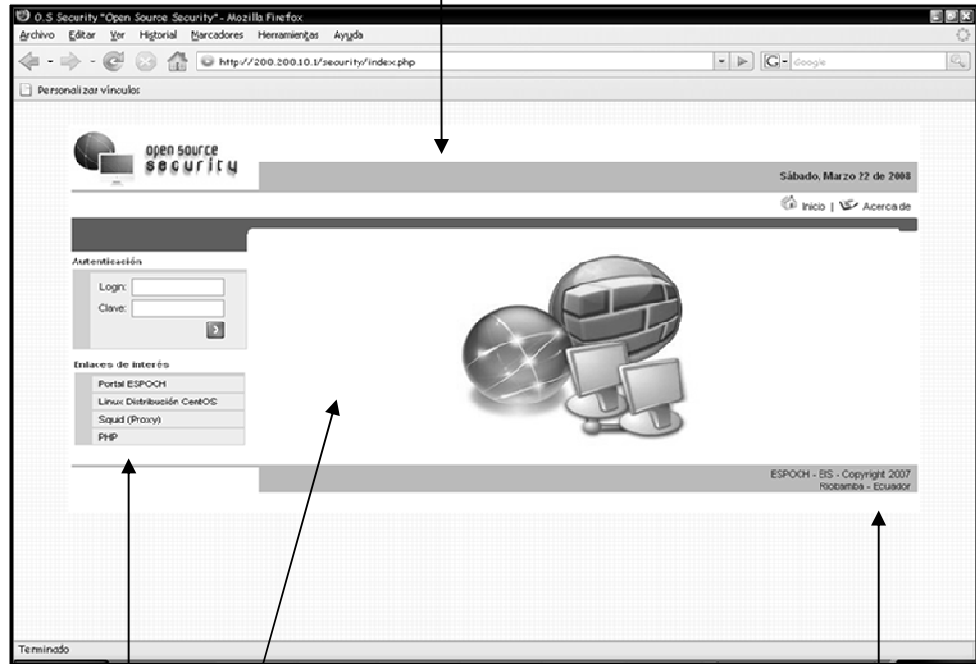 O.S Security "Open Source Security" - Mozilla Firefox
Archivo Editar Ver Historial Marcadores Herramientas Ayuda
http://200.200.10.1/security/index.php
G Google
Personalizar vínculos
open source
security
Sábado, Marzo 22 de 2008
Inicio | Acerca de
Autenticación
Login:
Clave:
Enlaces de interés
Portal ESPOCH
Linux Distribución CentOS
Squid (Proxy)
PHP
ESPOCH - EIS - Copyright 2007
Riobamba - Ecuador
Terminado